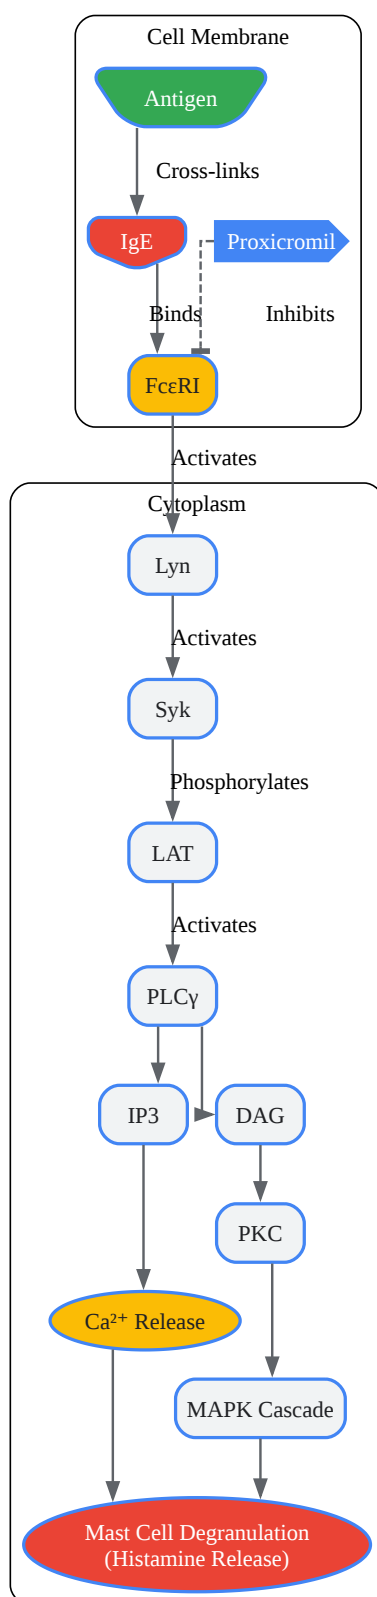 Cell Membrane
Antigen
Cross-links
IgE
Proxicromil
Binds
Inhibits
FcεRI
Activates
Cytoplasm
Lyn
Activates
Syk
Phosphorylates
LAT
Activates
PLCγ
IP3
DAG
PKC
Ca²⁺ Release
MAPK Cascade
Mast Cell Degranulation
(Histamine Release)